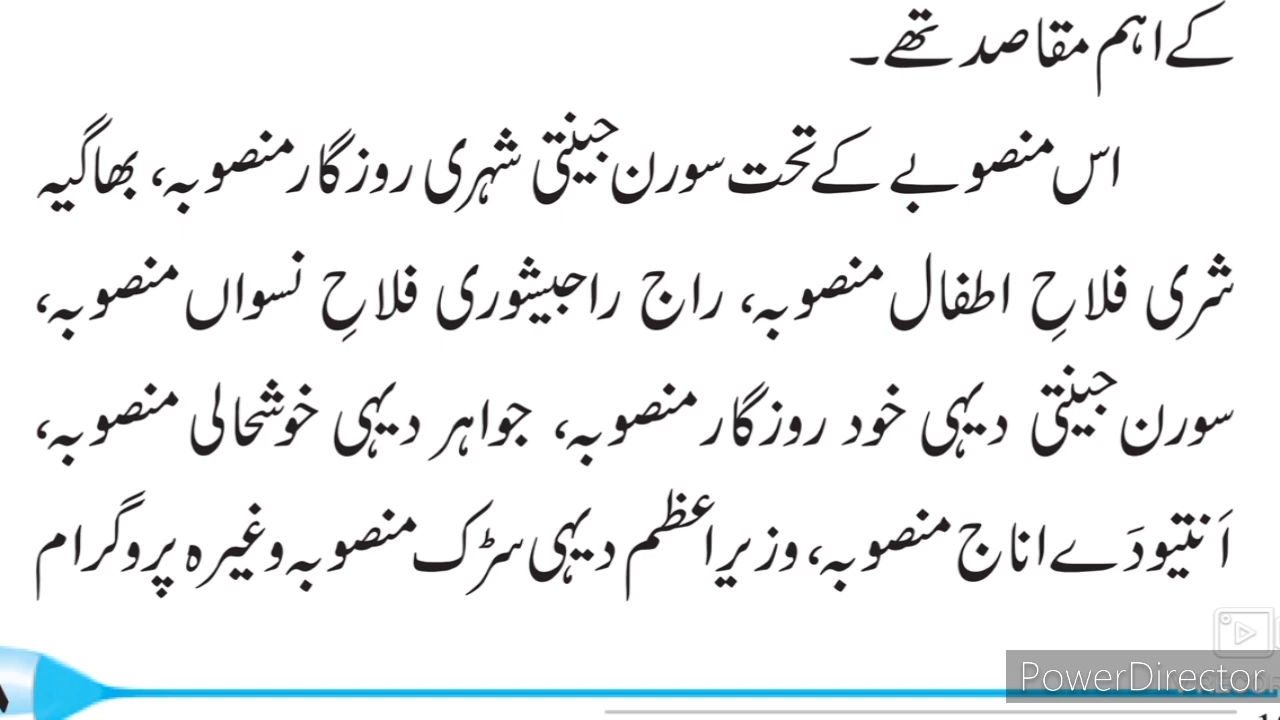 کے اہم مقاصد تھے۔
اس منصوبے کے تحت سورن جینتی شہری روزگار منصوبہ، بھاگیہ
شری فلاحِ اطفال منصوبہ، راج راجیشوری فلاحِ نسواں منصوبہ،
سورن جینتی دیہی خود روزگار منصوبہ، جواہر دیہی خوشحالی منصوبہ،
اَنتیودَے اناج منصوبہ، وزیرِ اعظم دیہی سڑک منصوبہ وغیرہ پروگرام
PowerDirector